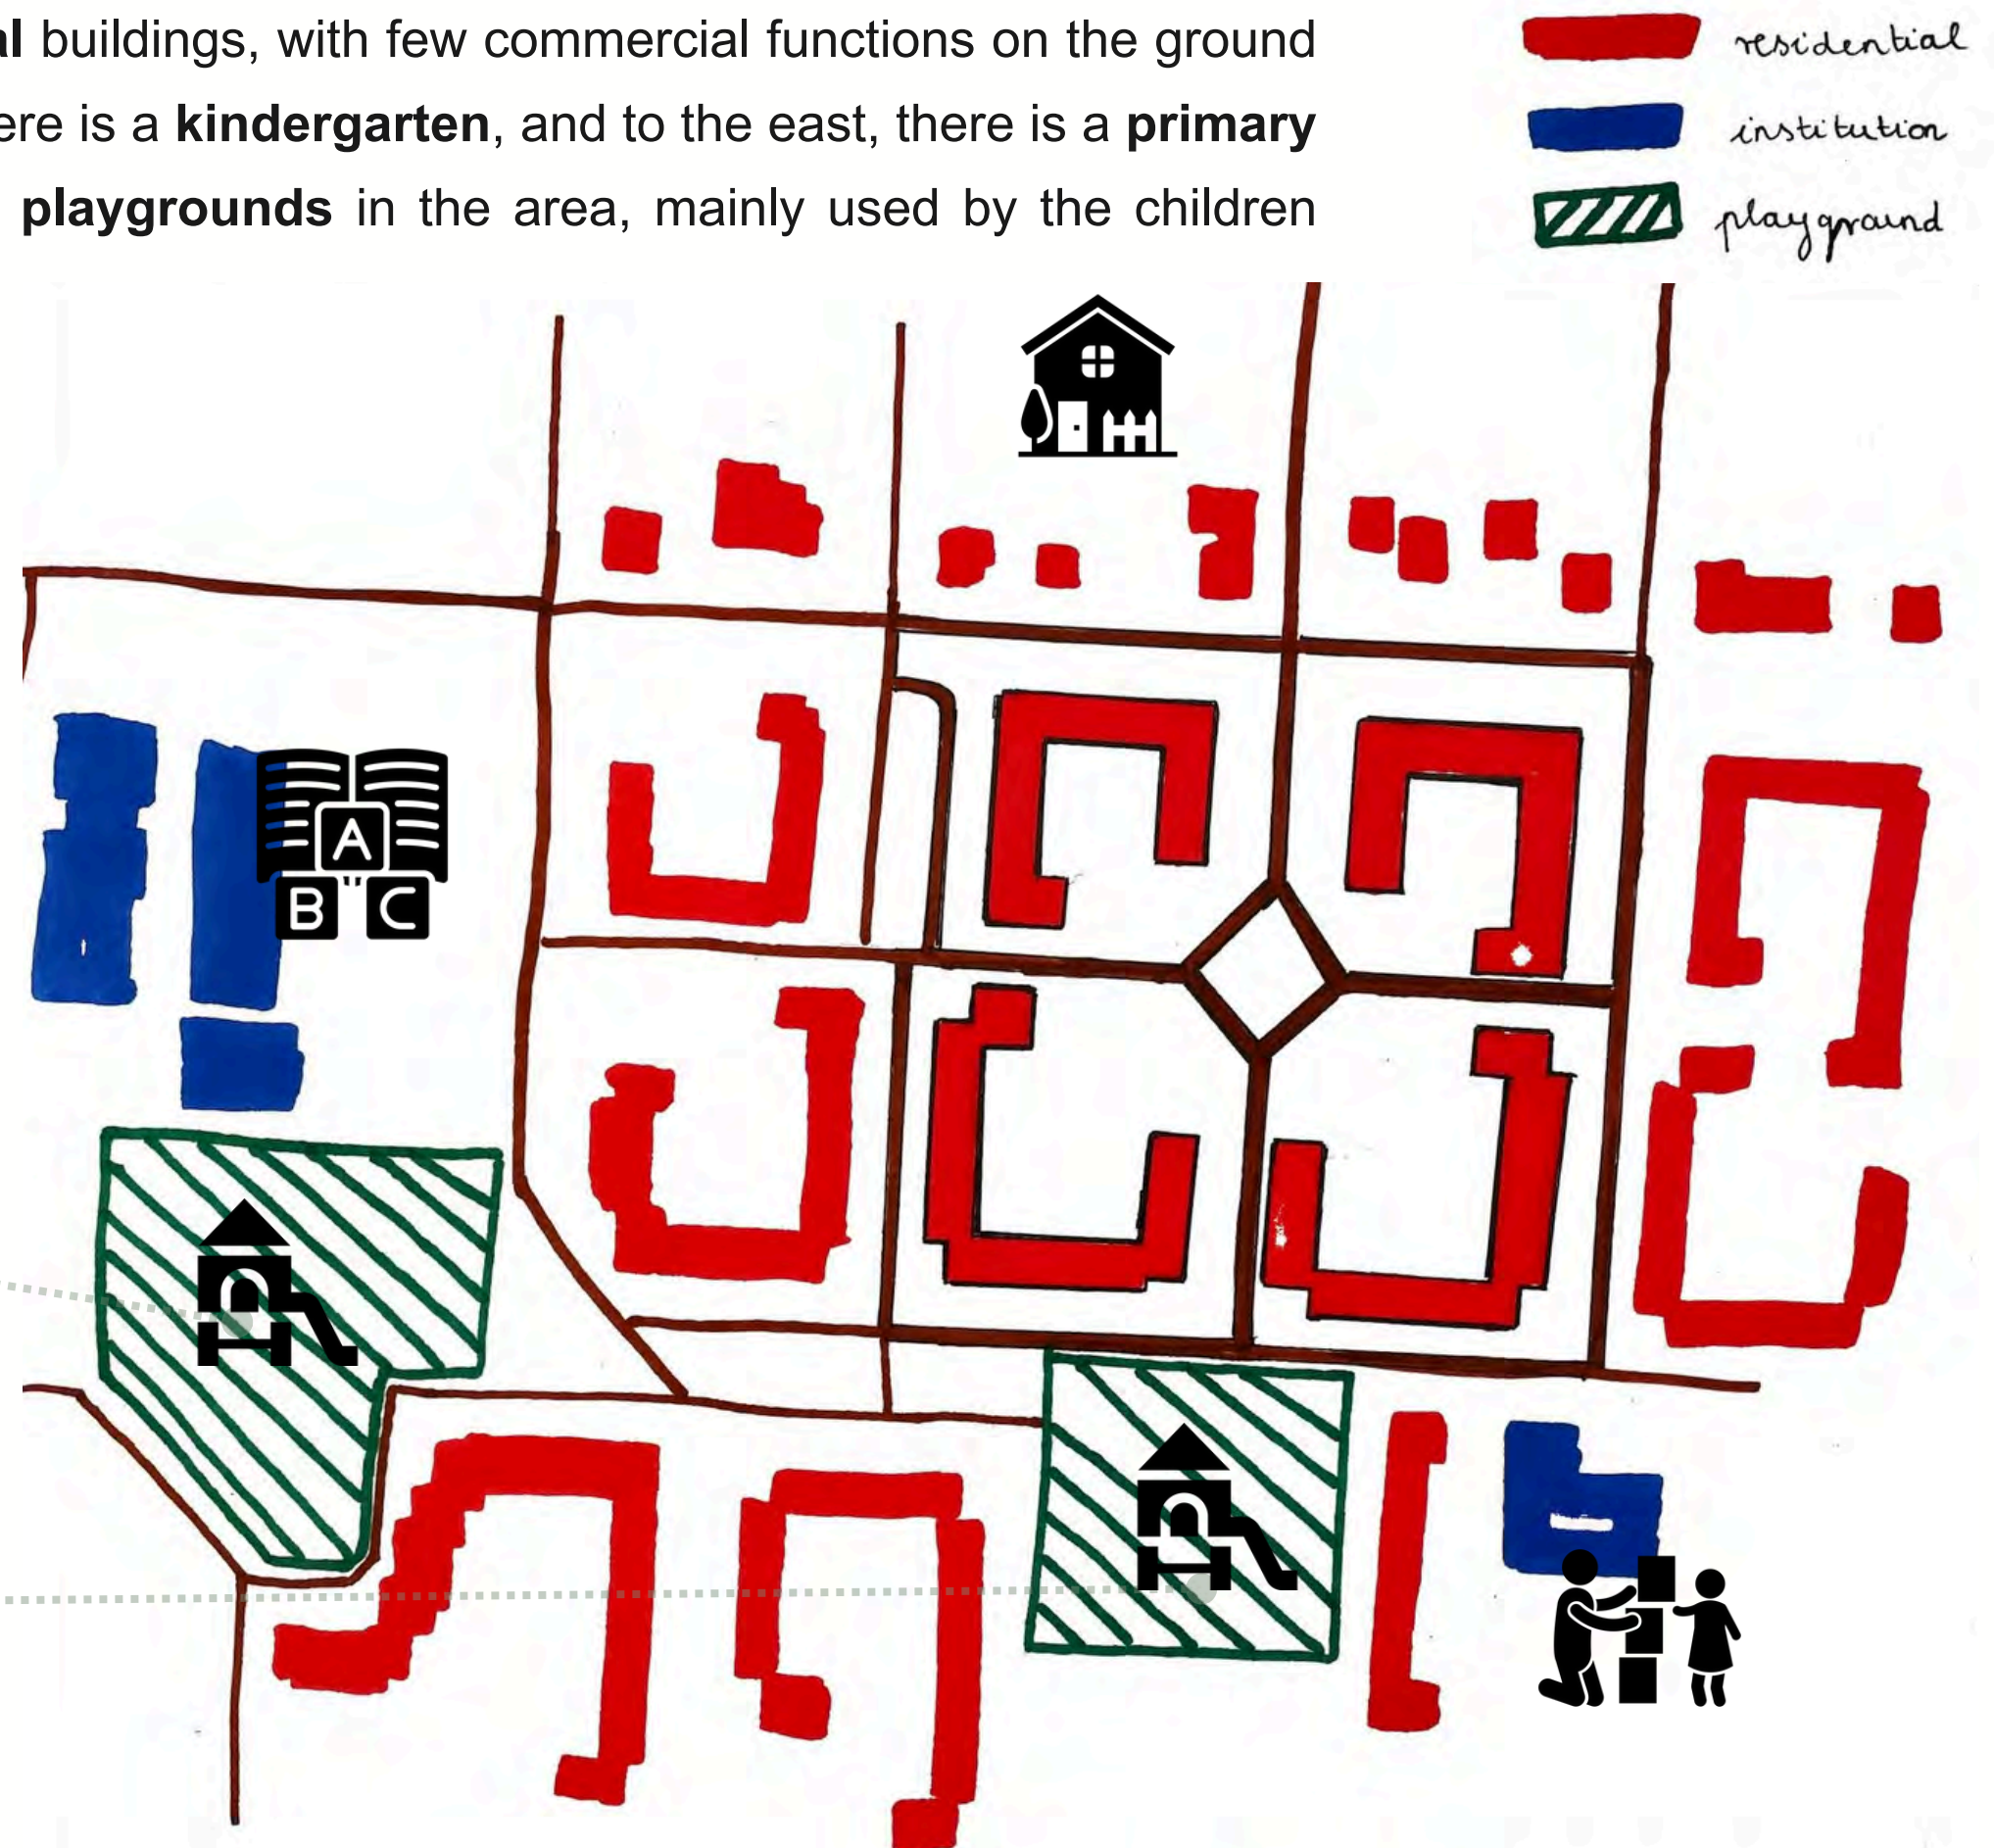 al buildings, with few commercial functions on the ground
ere is a kindergarten, and to the east, there is a primary
playgrounds in the area, mainly used by the children
residential
institution
playground
A
B C